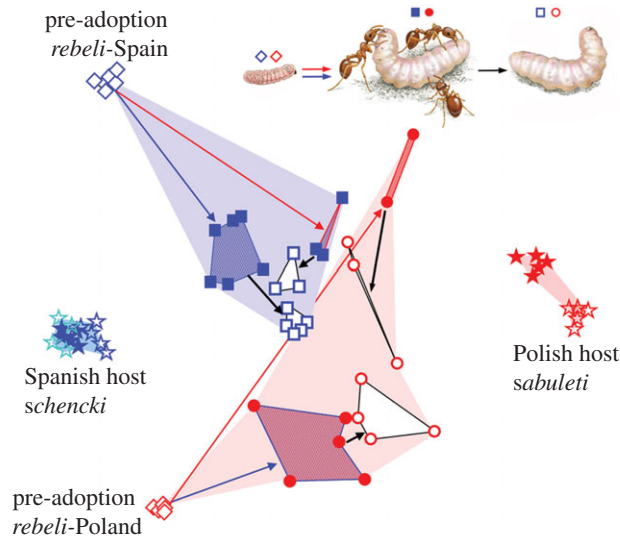 pre-adoption
rebeli-Spain
Spanish host
schencki
Polish host
sabuleti
pre-adoption
rebeli-Poland